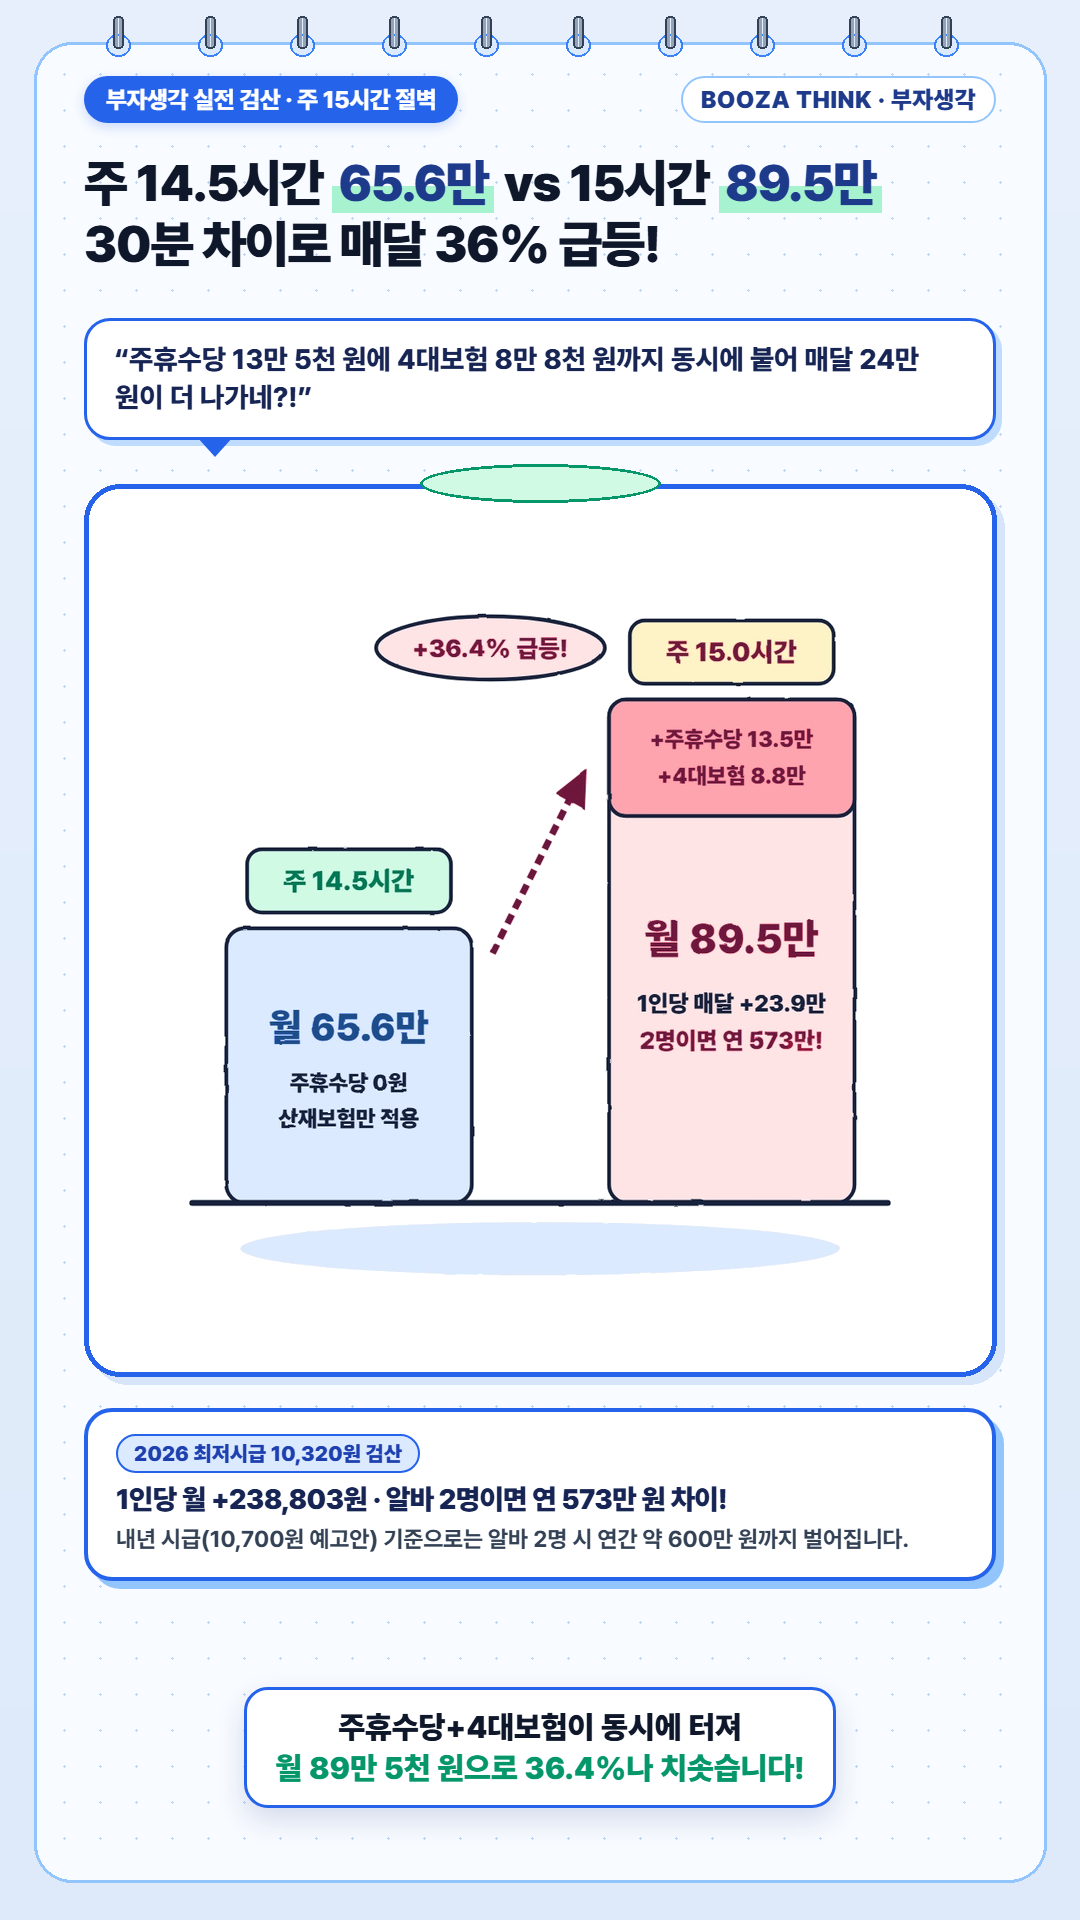 부자생각 실전 검산 · 주 15시간 절벽
BOOZA THINK · 부자생각
주 14.5시간 65.6만 vs 15시간 89.5만
30분 차이로 매달 36% 급등!
“주휴수당 13만 5천 원에 4대보험 8만 8천 원까지 동시에 붙어 매달 24만
원이 더 나가네?!”
+36.4% 급등!
주 15.0시간
+주휴수당 13.5만
+4대보험 8.8만
주 14.5시간
월 89.5만
1인당 매달 +23.9만
2명이면 연 573만!
월 65.6만
주휴수당 0원
산재보험만 적용
2026 최저시급 10,320원 검산
1인당 월 +238,803원 · 알바 2명이면 연 573만 원 차이!
내년 시급(10,700원 예고안) 기준으로는 알바 2명 시 연간 약 600만 원까지 벌어집니다.
주휴수당+4대보험이 동시에 터져
월 89만 5천 원으로 36.4%나 치솟습니다!